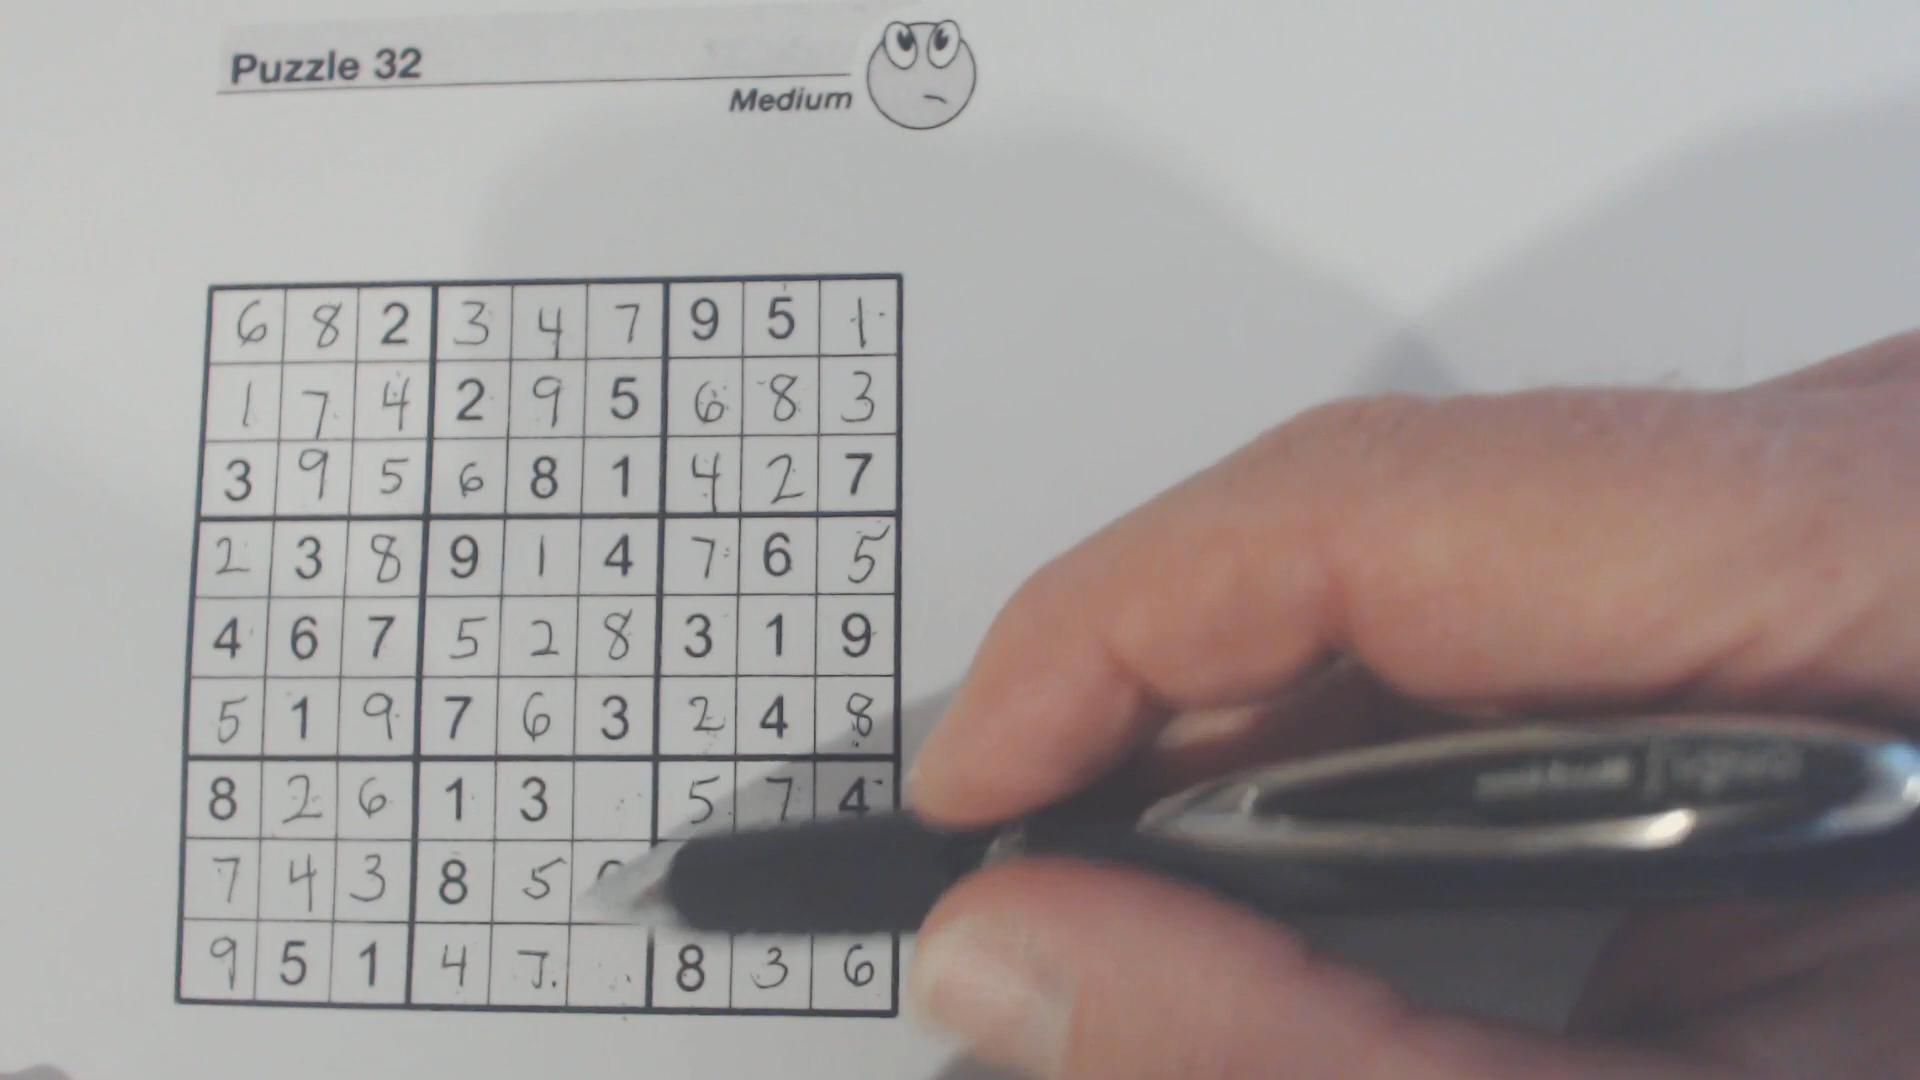 Puzzle 32
Medium
6 8 2 3 4 7 9 5 1
1 7 4 2 9 5 6 8 3
3 9 5 6 8 1 4 2 7
2 3 8 9 1 4 7 6 5
4 6 7 5 2 8 3 1 9
5 1 9 7 6 3 2 4 8
8 2 6 1 3 5 7 4
7 4 3 8 5
9 5 1 4 7 8 3 6